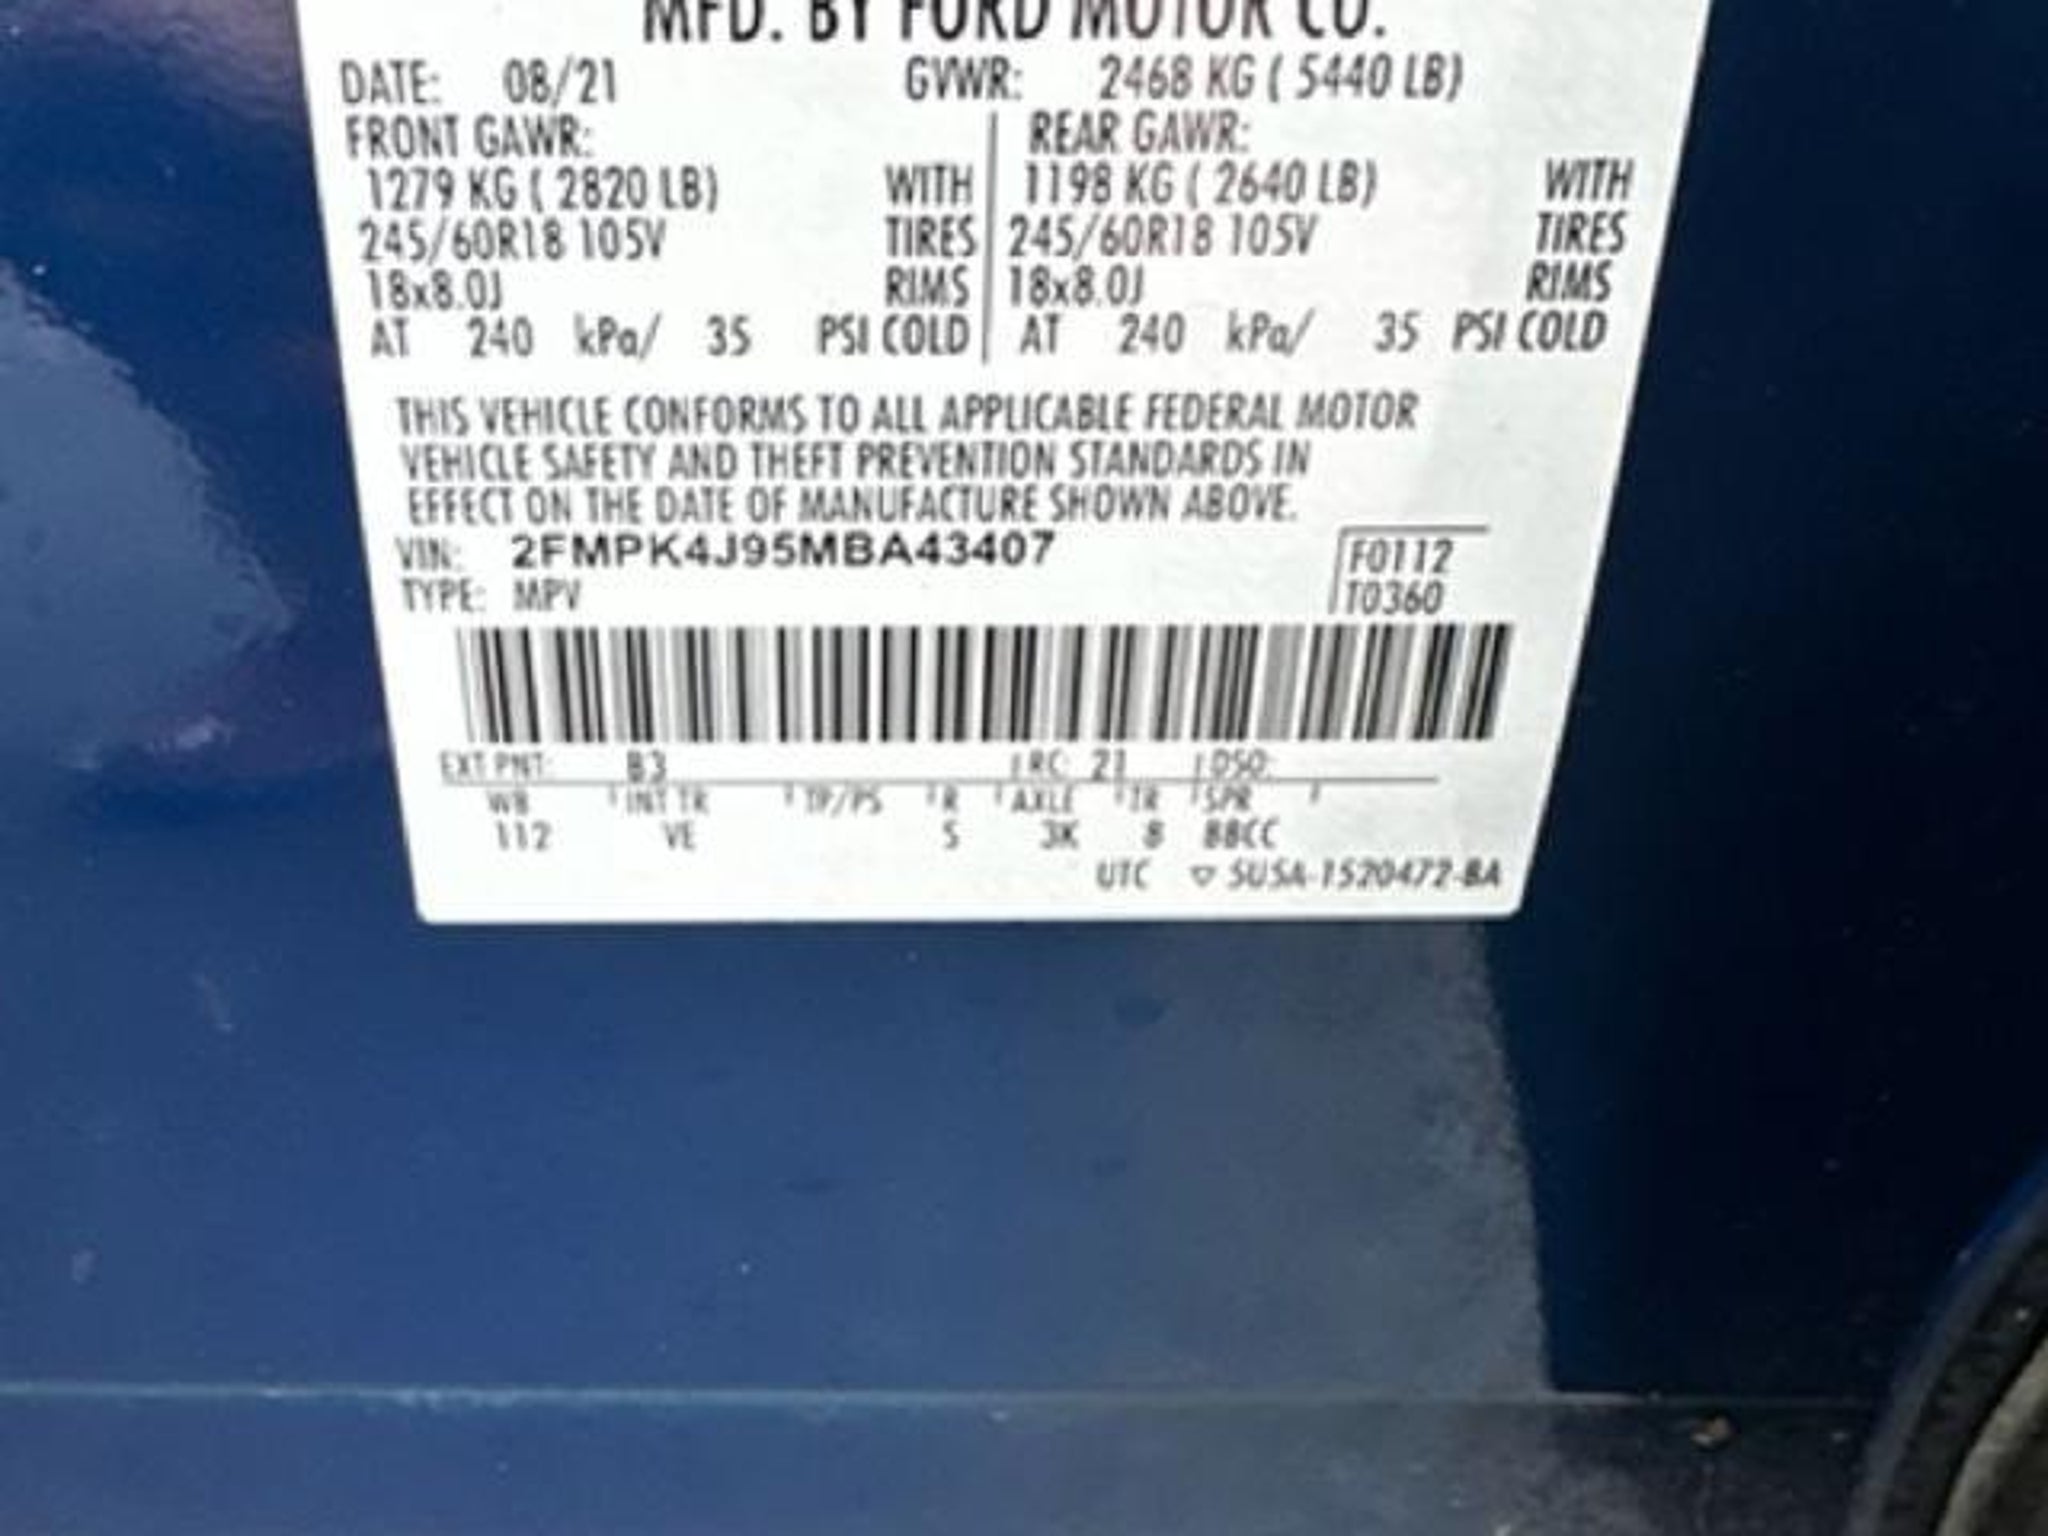 MFD. BY FORD MOTOR CO.
DATE: 08/21 GVWR: 2468 KG ( 5440 LB)
FRONT GAWR: REAR GAWR:
1279 KG ( 2820 LB) WITH 1198 KG ( 2640 LB) WITH
245/60R18 105V TIRES 245/60R18 105V TIRES
18x8.0J RIMS 18x8.0J RIMS
AT 240 kPa/ 35 PSI COLD AT 240 kPa/ 35 PSI COLD
THIS VEHICLE CONFORMS TO ALL APPLICABLE FEDERAL MOTOR
VEHICLE SAFETY AND THEFT PREVENTION STANDARDS IN
EFFECT ON THE DATE OF MANUFACTURE SHOWN ABOVE.
VIN: 2FMPK4J95MBA43407 F0112
TYPE: MPV T0360
EXT PNT: B3 RC: 21 DSO:
WB INT TR TP/PS R AXLE TR SPR
112 VE S 3K 8 BBCC
UTC ▽ 5U5A-1520472-BA